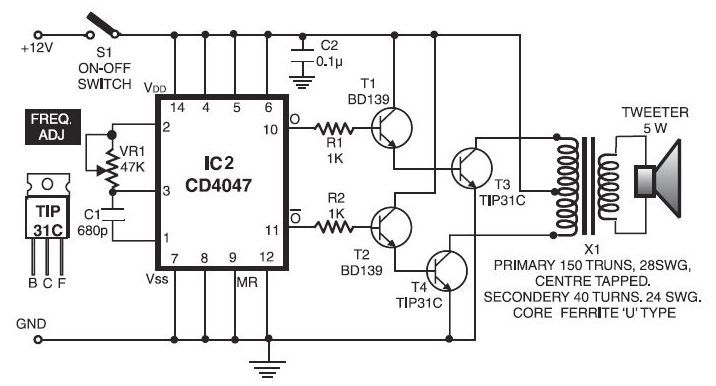 +12V
S1
ON-OFF
SWITCH
C2
0.1µ
VDD
14
4
5
6
T1
BD139
TWEETER
5 W
FREQ.
ADJ
2
O
10
R1
1K
VR1
47K
IC2
CD4047
3
T3
TIP31C
TIP
31C
C1
680p
1
O̅
11
R2
1K
T2
BD139
B C F
7
8
9
12
VSS
MR
T4
TIP31C
X1
PRIMARY 150 TRUNS, 28SWG,
CENTRE TAPPED.
SECONDERY 40 TURNS. 24 SWG.
CORE FERRITE 'U' TYPE
GND